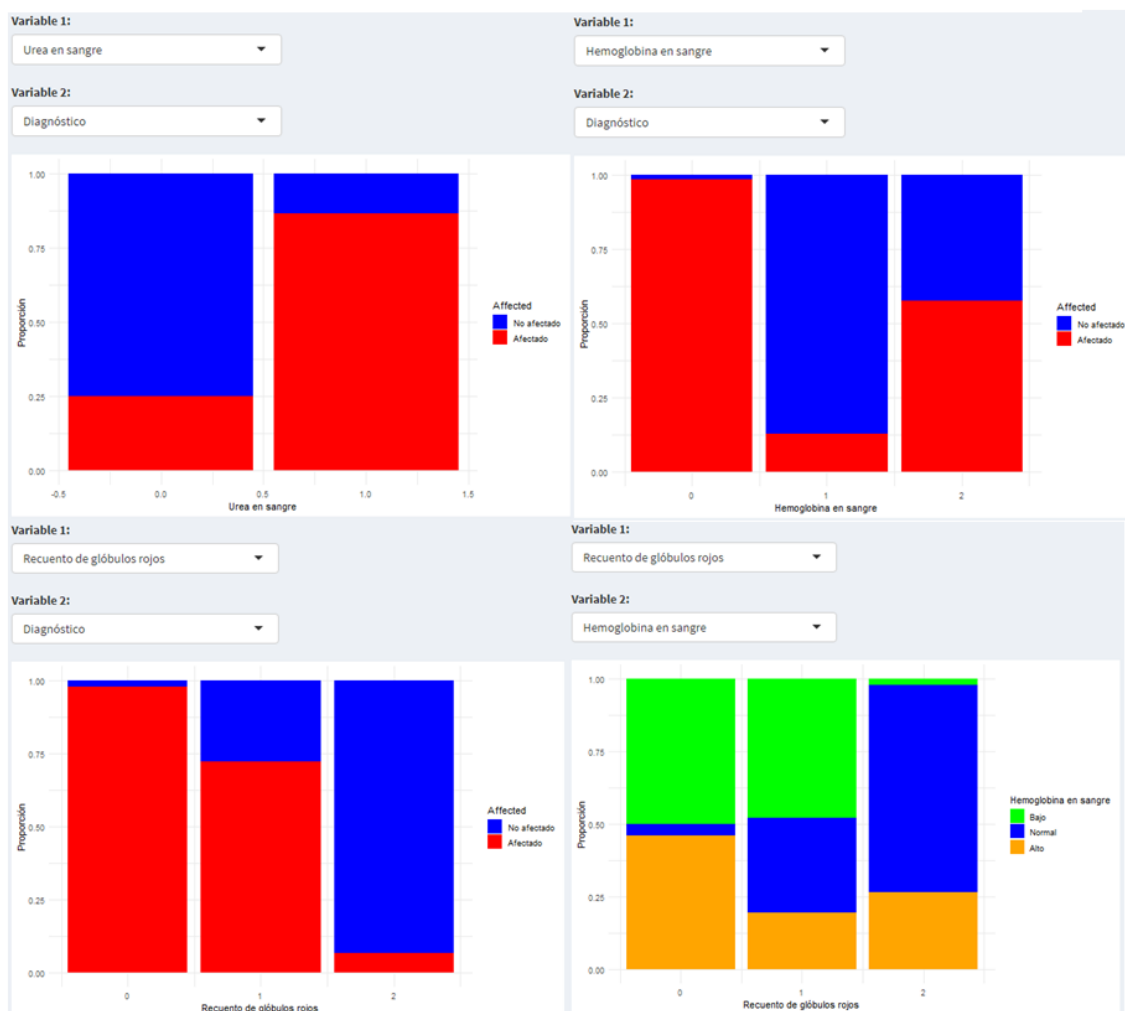 Variable 1:
Urea en sangre
Variable 2:
Diagnóstico
1.00
0.75
0.50
0.25
0.00
Proporción
-0.5
0.0
0.5
1.0
1.5
Urea en sangre
Affected
No afectado
Afectado
Variable 1:
Hemoglobina en sangre
Variable 2:
Diagnóstico
1.00
0.75
0.50
0.25
0.00
Proporción
0
1
2
Hemoglobina en sangre
Affected
No afectado
Afectado
Variable 1:
Recuento de glóbulos rojos
Variable 2:
Diagnóstico
1.00
0.75
0.50
0.25
0.00
Proporción
0
1
2
Recuento de glóbulos rojos
Affected
No afectado
Afectado
Variable 1:
Recuento de glóbulos rojos
Variable 2:
Hemoglobina en sangre
1.00
0.75
0.50
0.25
0.00
Proporción
0
1
2
Recuento de glóbulos rojos
Hemoglobina en sangre
Bajo
Normal
Alto